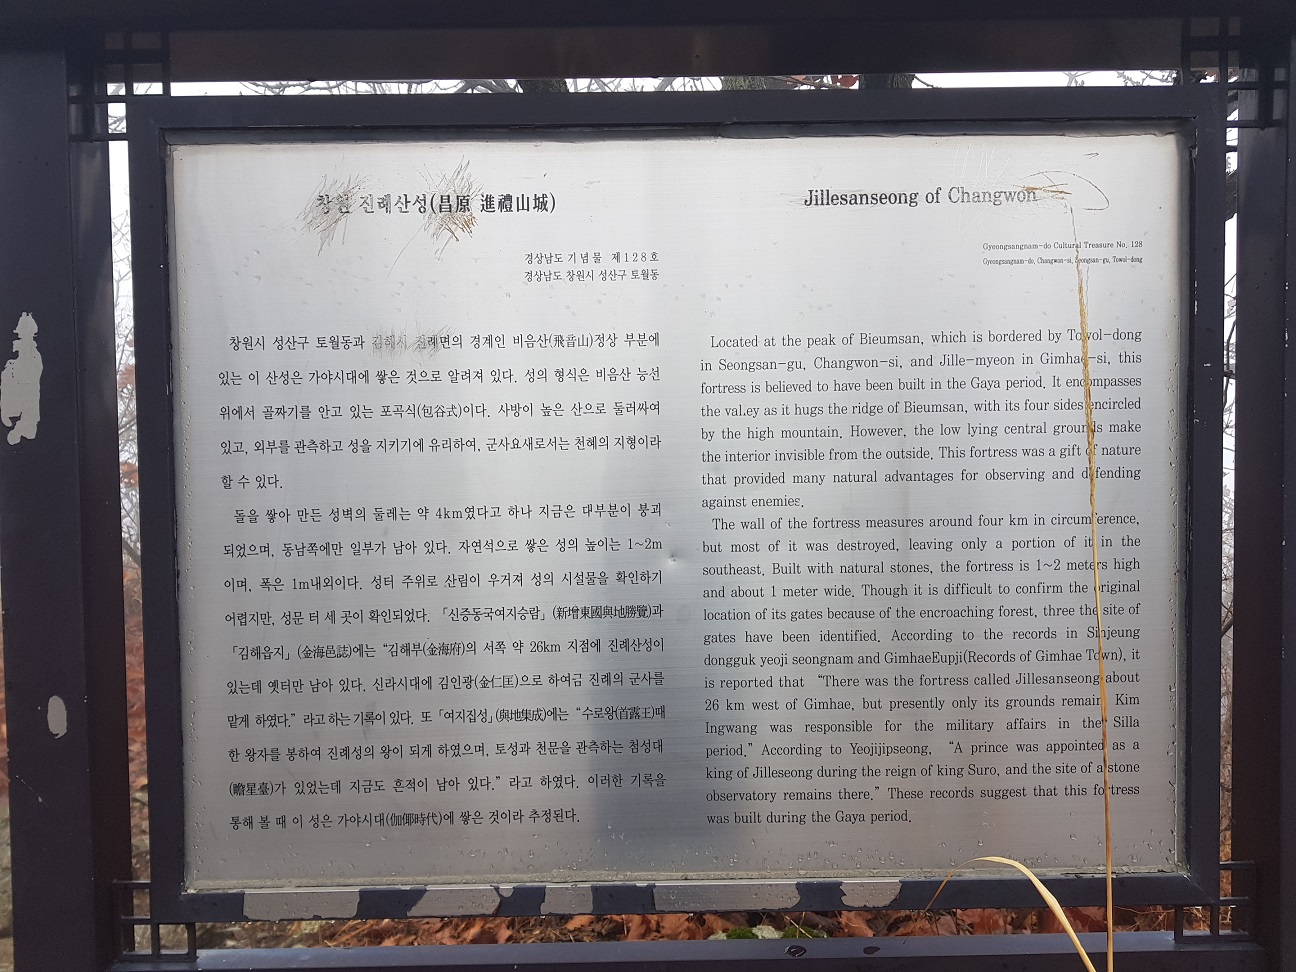 창원 진례산성(昌原 進禮山城)
경상남도 기념물 제128호
경상남도 창원시 성산구 토월동
창원시 성산구 토월동과 김해시 진례면의 경계인 비음산(飛音山)정상 부분에
있는 이 산성은 가야시대에 쌓은 것으로 알려져 있다. 성의 형식은 비음산 능선
위에서 골짜기를 안고 있는 포곡식(包谷式)이다. 사방이 높은 산으로 둘러싸여
있고, 외부를 관측하고 성을 지키기에 유리하여, 군사요새로서는 천혜의 지형이라
할 수 있다.
돌을 쌓아 만든 성벽의 둘레는 약 4km였다고 하나 지금은 대부분이 붕괴
되었으며, 동남쪽에만 일부가 남아 있다. 자연석으로 쌓은 성의 높이는 1~2m
이며, 폭은 1m내외이다. 성터 주위로 산림이 우거져 성의 시설물을 확인하기
어렵지만, 성문 터 세 곳이 확인되었다. 「신증동국여지승람」(新增東國與地勝覽)과
「김해읍지」(金海邑誌)에는 “김해부(金海府)의 서쪽 약 26km 지점에 진례산성이
있는데 옛터만 남아 있다. 신라시대에 김인광(金仁匡)으로 하여금 진례의 군사를
맡게 하였다.” 라고 하는 기록이 있다. 또 「여지집성」(與地集成)에는 “수로왕(首露王)때
한 왕자를 봉하여 진례성의 왕이 되게 하였으며, 토성과 천문을 관측하는 첨성대
(瞻星臺)가 있었는데 지금도 흔적이 남아 있다.” 라고 하였다. 이러한 기록을
통해 볼 때 이 성은 가야시대(伽倻時代)에 쌓은 것이라 추정된다.
Jillesanseong of Changwon
Gyeongsangnam-do Cultural Treasure No. 128
Gyeongsangnam-do, Changwon-si, Seongsan-gu, Towol-dong
Located at the peak of Bieumsan, which is bordered by Towol-dong
in Seongsan-gu, Changwon-si, and Jille-myeon in Gimhae-si, this
fortress is believed to have been built in the Gaya period. It encompasses
the val.ey as it hugs the ridge of Bieumsan, with its four sides encircled
by the high mountain. However, the low lying central grounds make
the interior invisible from the outside. This fortress was a gift of nature
that provided many natural advantages for observing and defending
against enemies.
The wall of the fortress measures around four km in circumference,
but most of it was destroyed, leaving only a portion of it in the
southeast. Built with natural stones, the fortress is 1~2 meters high
and about 1 meter wide. Though it is difficult to confirm the original
location of its gates because of the encroaching forest, three the site of
gates have been identified. According to the records in Sinjeung
dongguk yeoji seongnam and GimhaeEupji(Records of Gimhae Town), it
is reported that “There was the fortress called Jillesanseong about
26 km west of Gimhae, but presently only its grounds remain. Kim
Ingwang was responsible for the military affairs in the Silla
period.” According to Yeojijipseong, “A prince was appointed as a
king of Jilleseong during the reign of king Suro, and the site of a stone
observatory remains there.” These records suggest that this fortress
was built during the Gaya period.